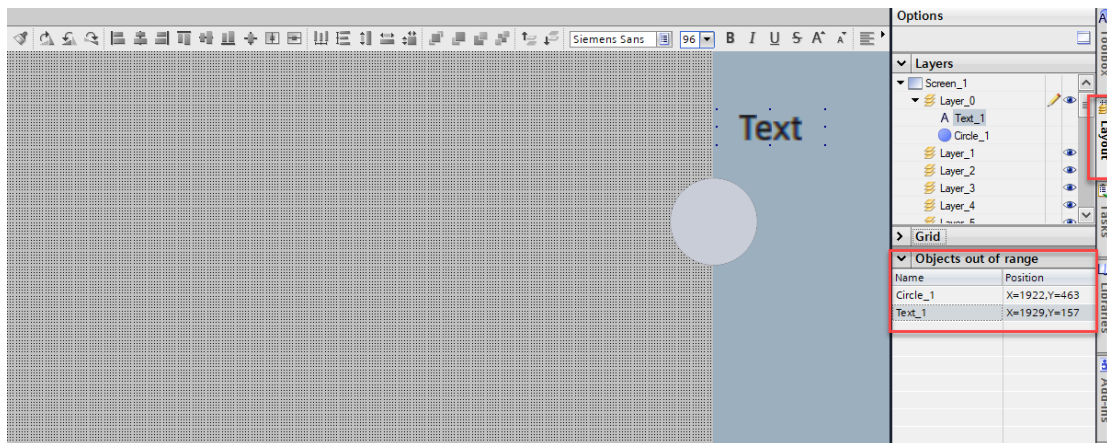 Options
Siemens Sans
96
B I U S A A
Layers
Screen_1
Layer_0
A Text_1
Circle_1
Layer_1
Layer_2
Layer_3
Layer_4
Grid
Objects out of range
Name Position
Circle_1 X=1922,Y=463
Text_1 X=1929,Y=157
Text
Toolbox
Layout
Tasks
Libraries
Add-ins